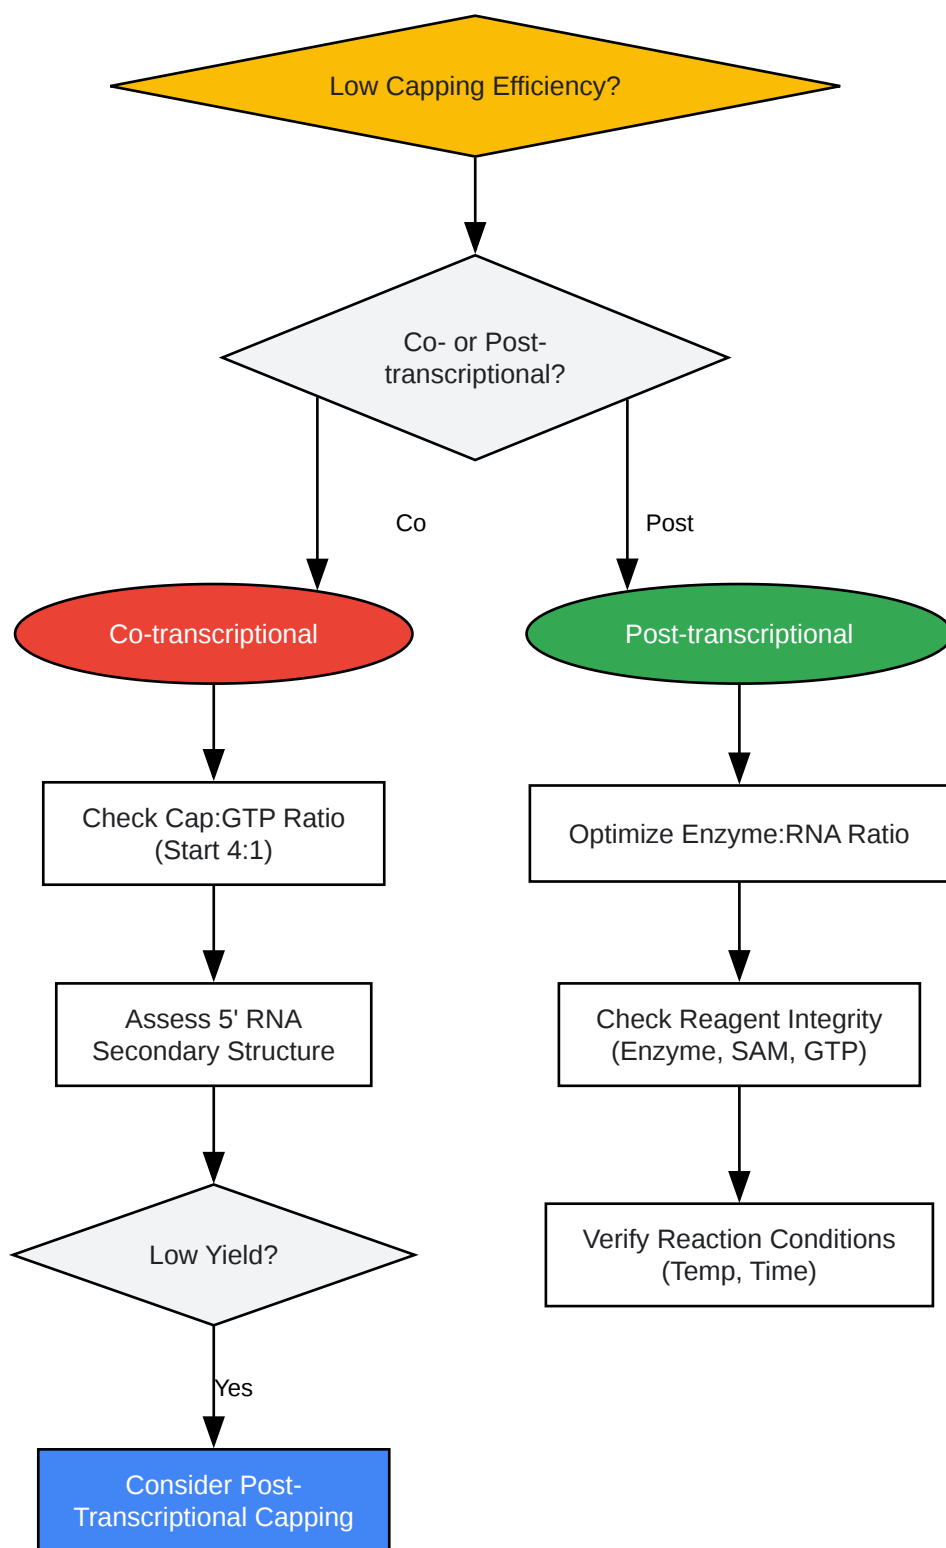 Low Capping Efficiency?
Co- or Post-
transcriptional?
Co
Post
Co-transcriptional
Post-transcriptional
Check Cap:GTP Ratio
(Start 4:1)
Optimize Enzyme:RNA Ratio
Assess 5' RNA
Secondary Structure
Check Reagent Integrity
(Enzyme, SAM, GTP)
Low Yield?
Verify Reaction Conditions
(Temp, Time)
Yes
Consider Post-
Transcriptional Capping